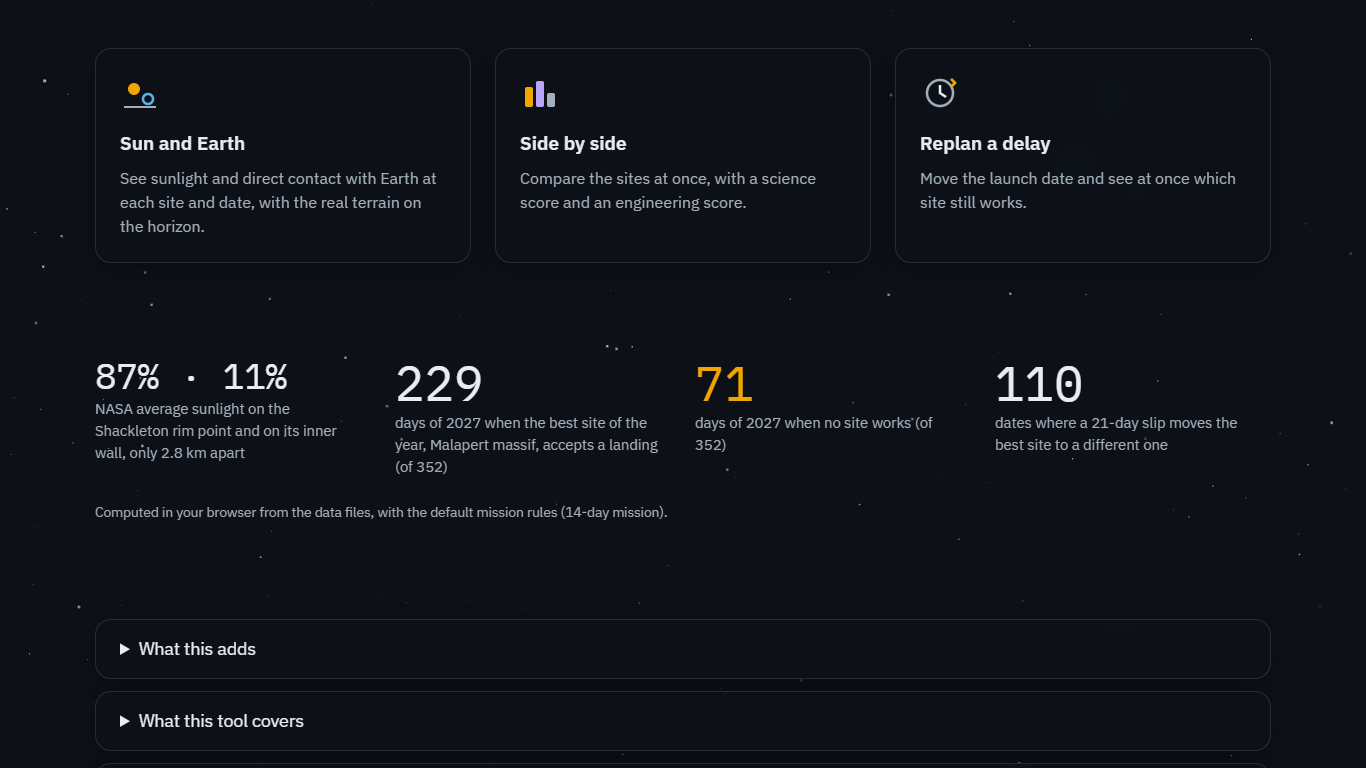 Sun and Earth
See sunlight and direct contact with Earth at
each site and date, with the real terrain on
the horizon.
Side by side
Compare the sites at once, with a science
score and an engineering score.
Replan a delay
Move the launch date and see at once which
site still works.
87% · 11%
NASA average sunlight on the
Shackleton rim point and on its inner
wall, only 2.8 km apart
229
days of 2027 when the best site of the
year, Malapert massif, accepts a landing
(of 352)
71
days of 2027 when no site works (of
352)
110
dates where a 21-day slip moves the
best site to a different one
Computed in your browser from the data files, with the default mission rules (14-day mission).
What this adds
What this tool covers